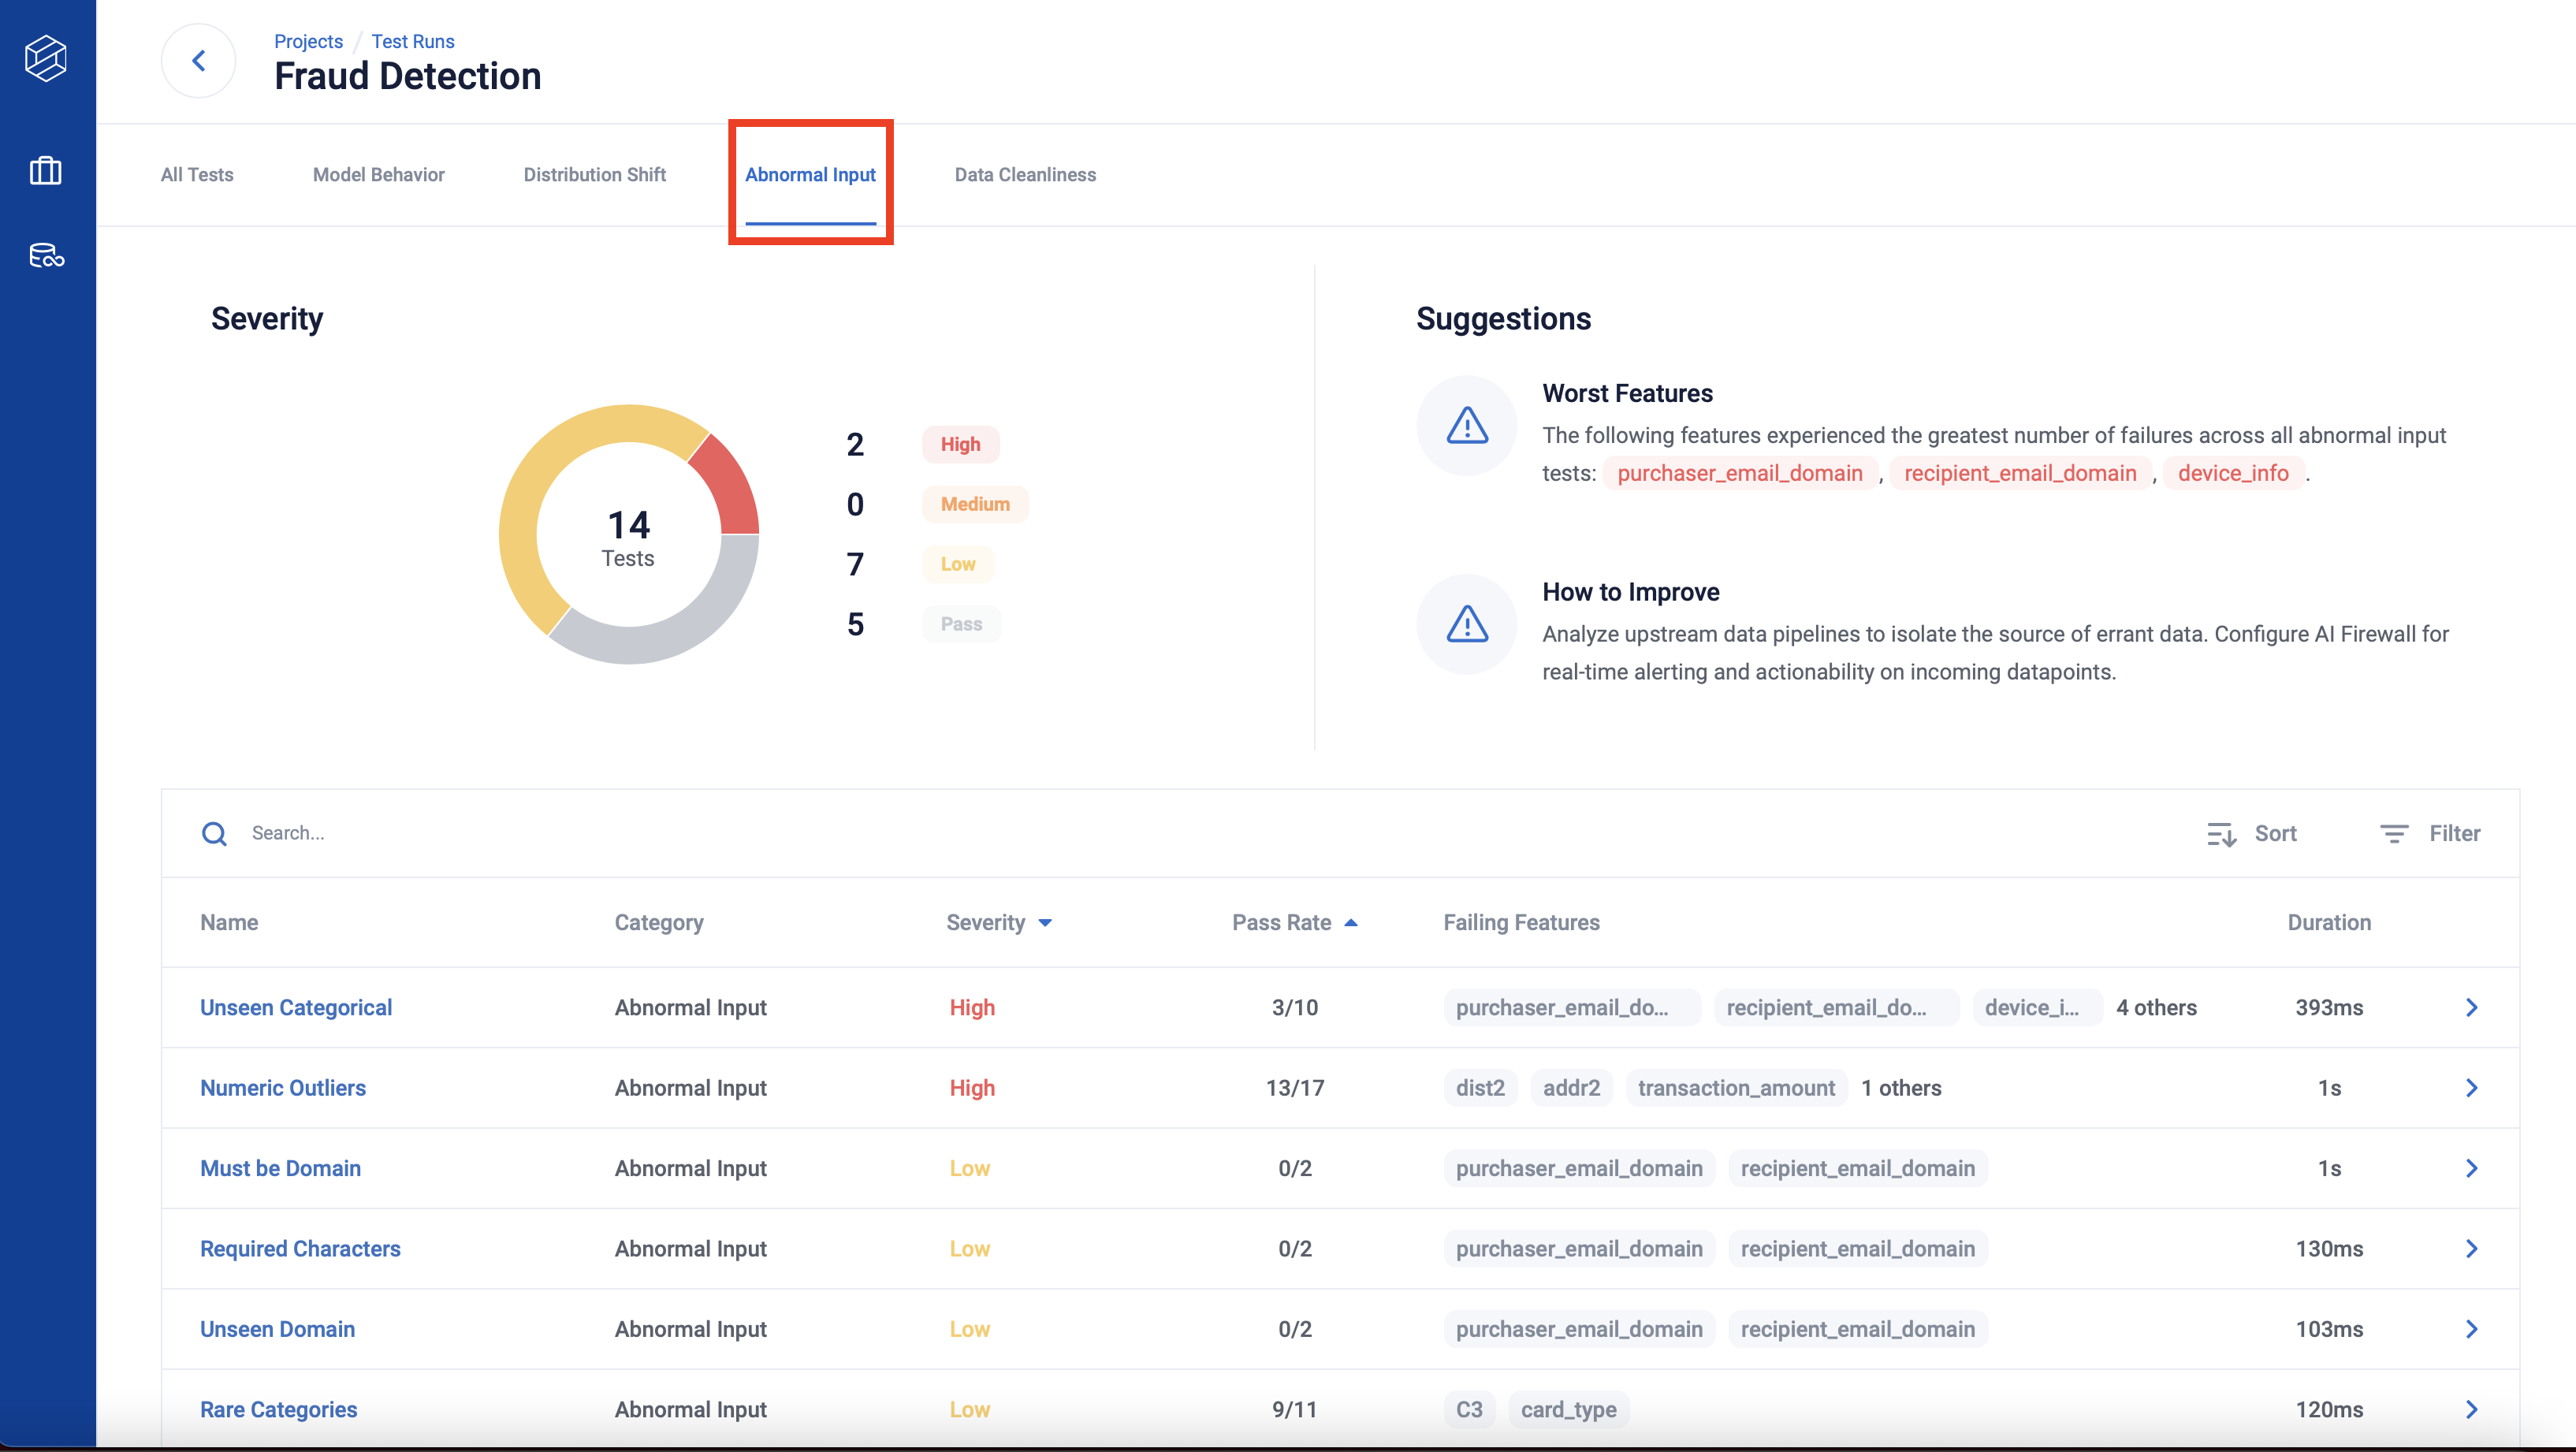 Projects / Test Runs
Fraud Detection
All Tests Model Behavior Distribution Shift Abnormal Input Data Cleanliness
Severity
14
Tests
2 High
0 Medium
7 Low
5 Pass
Suggestions
Worst Features
The following features experienced the greatest number of failures across all abnormal input
tests: purchaser_email_domain , recipient_email_domain , device_info .
How to Improve
Analyze upstream data pipelines to isolate the source of errant data. Configure AI Firewall for
real-time alerting and actionability on incoming datapoints.
Search... Sort Filter
Name Category Severity Pass Rate Failing Features Duration
Unseen Categorical Abnormal Input High 3/10 purchaser_email_do... recipient_email_do... device_i... 4 others 393ms
Numeric Outliers Abnormal Input High 13/17 dist2 addr2 transaction_amount 1 others 1s
Must be Domain Abnormal Input Low 0/2 purchaser_email_domain recipient_email_domain 1s
Required Characters Abnormal Input Low 0/2 purchaser_email_domain recipient_email_domain 130ms
Unseen Domain Abnormal Input Low 0/2 purchaser_email_domain recipient_email_domain 103ms
Rare Categories Abnormal Input Low 9/11 C3 card_type 120ms